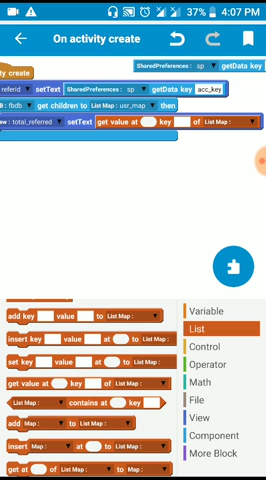 37% 4:07 PM
On activity create
ty create
SharedPreferences : sp getData key
referid setText SharedPreferences : sp getData key acc_key
B : fbdb get children to List Map : usr_map then
ew : total_referred setText get value at key of List Map :
add key value to List Map :
insert key value at to List Map :
set key value at to List Map :
get value at key of List Map :
List Map : contains at key
add Map : to List Map :
insert Map : at to List Map :
get at of List Map : to Map :
Variable
List
Control
Operator
Math
File
View
Component
More Block